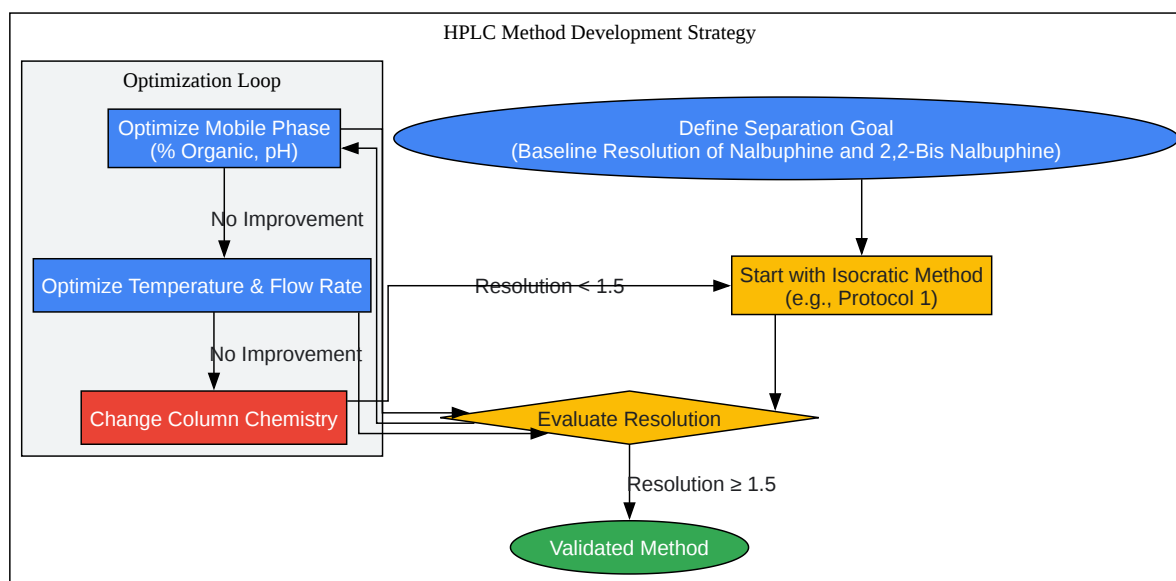 HPLC Method Development Strategy
Optimization Loop
Optimize Mobile Phase
(% Organic, pH)
Define Separation Goal
(Baseline Resolution of Nalbuphine and 2,2-Bis Nalbuphine)
No Improvement
Optimize Temperature & Flow Rate
Resolution < 1.5
Start with Isocratic Method
(e.g., Protocol 1)
No Improvement
Change Column Chemistry
Evaluate Resolution
Resolution ≥ 1.5
Validated Method